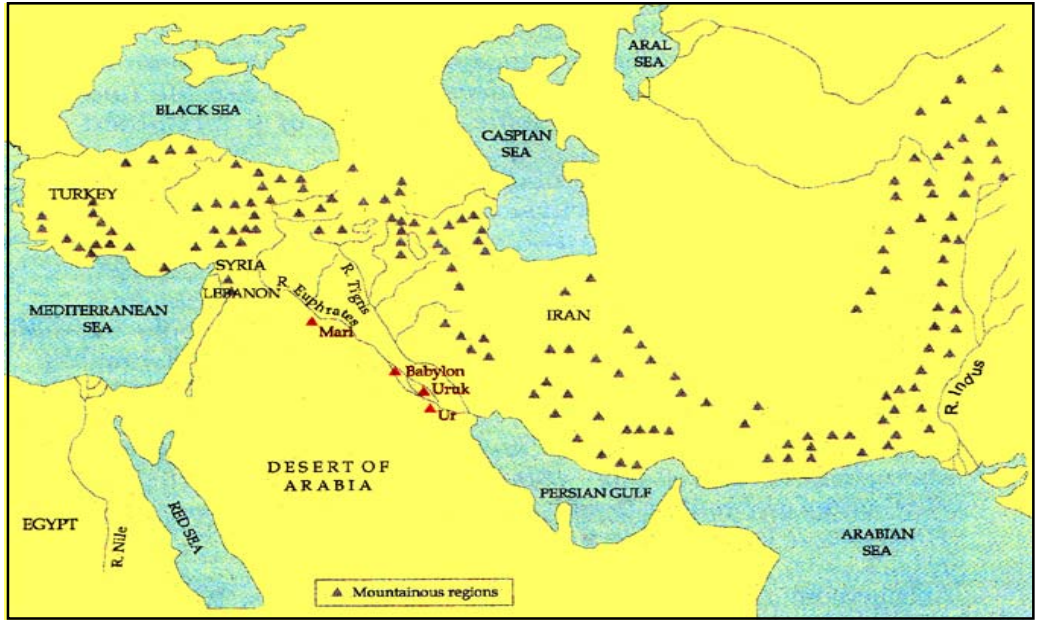 ARAL
SEA
BLACK SEA
CASPIAN
SEA
TURKEY
SYRIA
LEBANON
R. Euphrates
R. Tigris
MEDITERRANEAN
SEA
IRAN
Mari
Babylon
Uruk
Ur
R. Indus
DESERT OF
ARABIA
PERSIAN GULF
EGYPT
R. Nile
RED SEA
ARABIAN
SEA
Mountainous regions